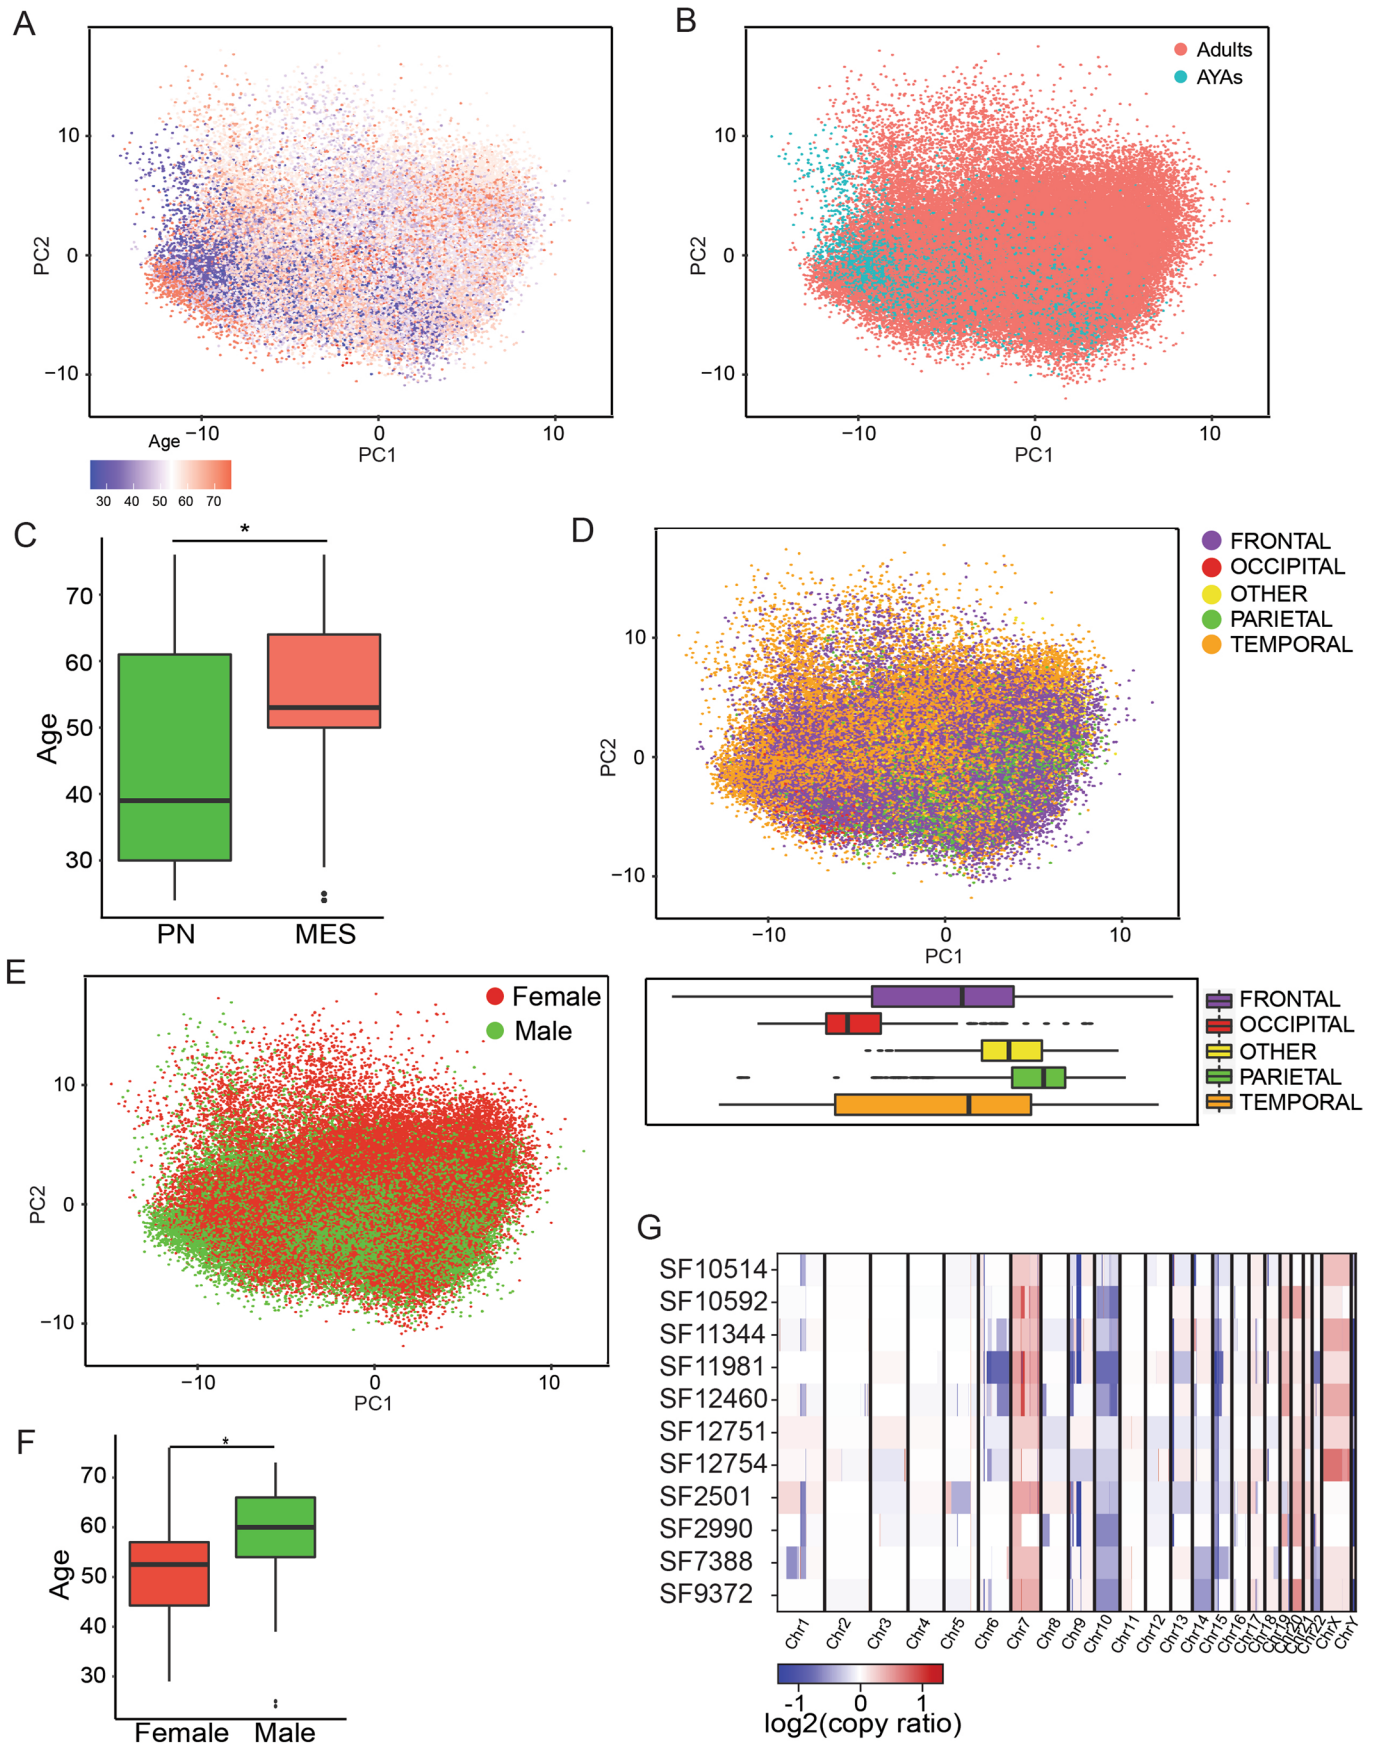 A
10
0
−10
PC2
−10
0
10
PC1
Age
30 40 50 60 70
B
Adults
AYAs
10
0
−10
PC2
−10
0
10
PC1
C
*
70
60
50
40
30
Age
PN
MES
D
FRONTAL
OCCIPITAL
OTHER
PARIETAL
TEMPORAL
10
0
−10
PC2
−10
0
10
PC1
FRONTAL
OCCIPITAL
OTHER
PARIETAL
TEMPORAL
E
Female
Male
10
0
−10
PC2
−10
0
10
PC1
F
*
70
60
50
40
30
Age
Female
Male
G
SF10514
SF10592
SF11344
SF11981
SF12460
SF12751
SF12754
SF2501
SF2990
SF7388
SF9372
Chr1
Chr2
Chr3
Chr4
Chr5
Chr6
Chr7
Chr8
Chr9
Chr10
Chr11
Chr12
Chr13
Chr14
Chr15
Chr16
Chr17
Chr18
Chr19
Chr20
Chr21
Chr22
ChrX
ChrY
-1 0 1
log2(copy ratio)